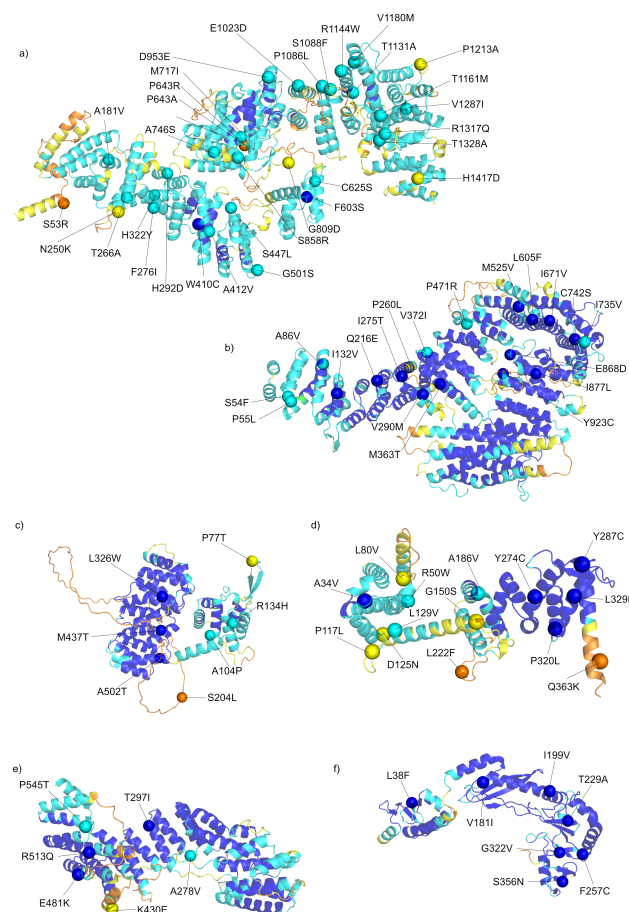 a)
E1023D
R1144W
V1180M
S1088F
P1086L
T1131A
D953E
M717I
P643R
P643A
P1213A
T1161M
V1287I
A181V
A746S
R1317Q
T1328A
S53R
N250K
T266A
H322Y
F276I
H292D
W410C
A412V
S447L
G501S
C625S
F603S
G809D
S858R
H1417D
b)
L605F
M525V
I671V
P471R
C742S
I735V
P260L
V372I
I275T
Q216E
A86V
I132V
S54F
P55L
V290M
M363T
E868D
I877L
Y923C
c)
P77T
L326W
R134H
M437T
A104P
A502T
S204L
d)
L80V
R50W
A186V
Y274C
Y287C
A34V
G150S
L129V
P117L
D125N
L222F
P320L
Q363K
e)
P545T
T297I
R513Q
E481K
A278V
K430E
f)
I199V
L38F
T229A
V181I
G322V
S356N
F257C